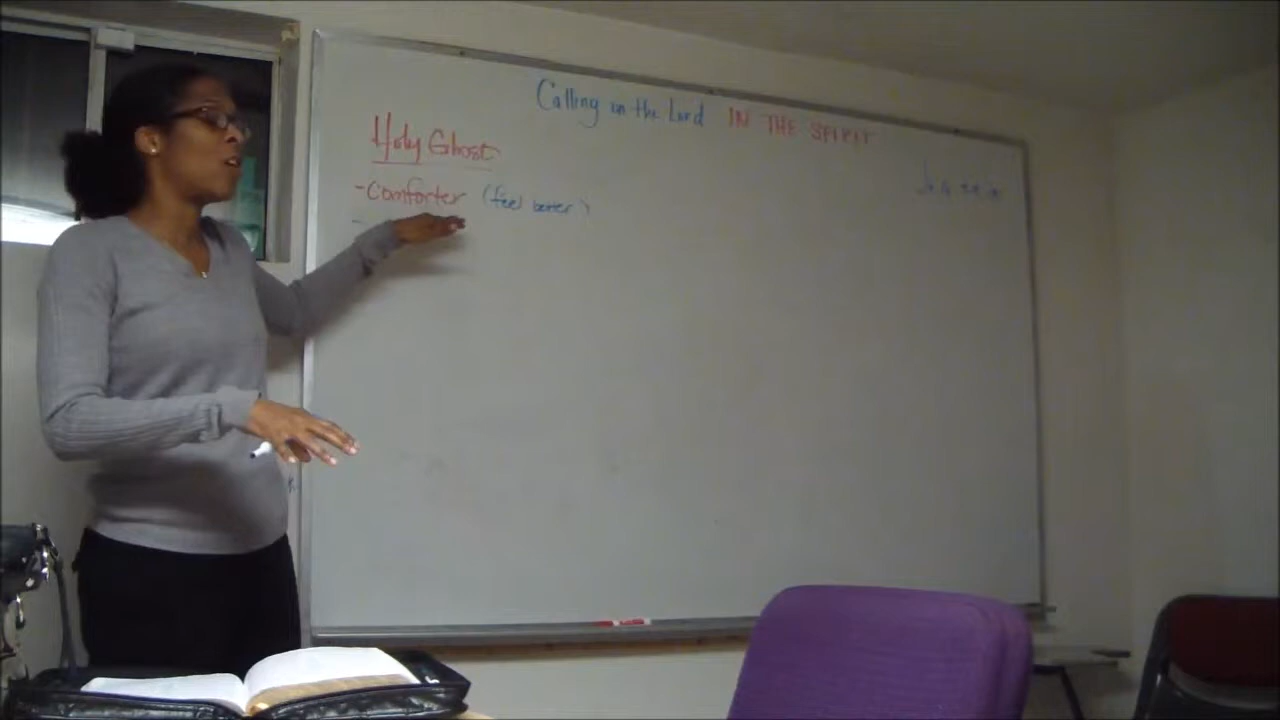 Calling on the Lord IN THE SPIRIT
Holy Ghost
-Comforter (feel better)
-